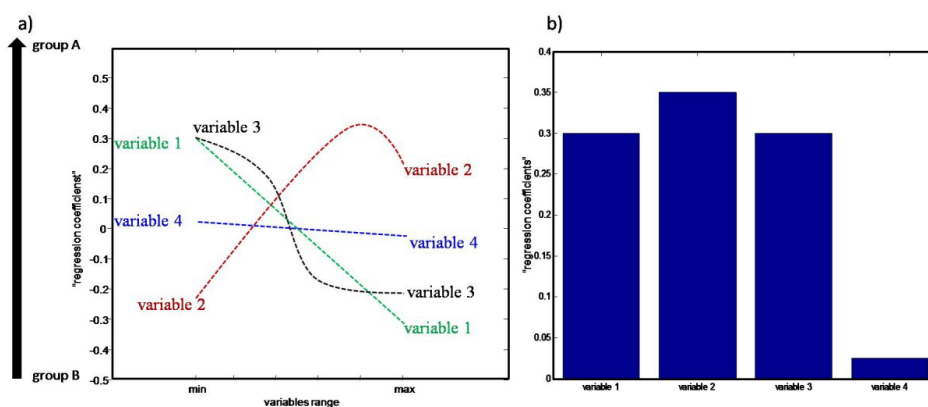 a)
group A
0.5
0.4
0.3
0.2
0.1
0
-0.1
-0.2
-0.3
-0.4
-0.5
group B
"regression coefficienst"
variable 3
variable 1
variable 2
variable 4
variable 4
variable 2
variable 3
variable 1
min
max
variables range
b)
0.4
0.35
0.3
0.25
0.2
0.15
0.1
0.05
0
"regression coefficients"
variable 1
variable 2
variable 3
variable 4